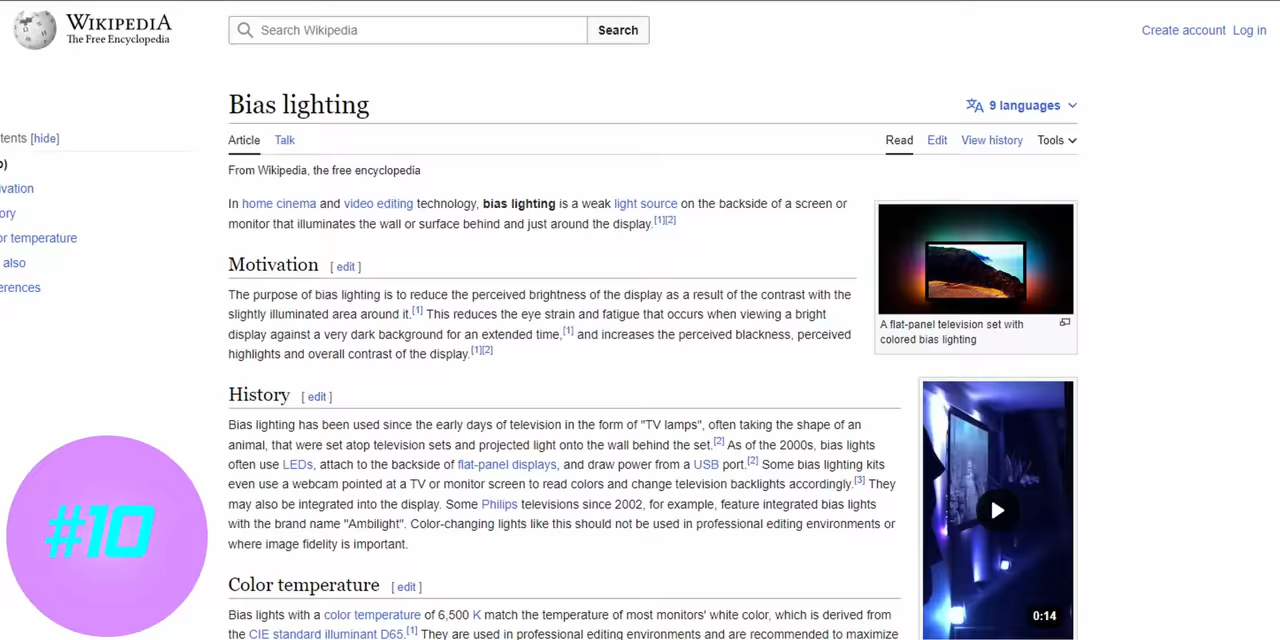 WIKIPEDIA
The Free Encyclopedia
Search Wikipedia
Search
Create account Log in
Bias lighting
9 languages
tents [hide]
Article Talk
Read Edit View history Tools
From Wikipedia, the free encyclopedia
p)
ivation
ory
or temperature
also
erences
In home cinema and video editing technology, bias lighting is a weak light source on the backside of a screen or
monitor that illuminates the wall or surface behind and just around the display.[1][2]
Motivation [ edit ]
The purpose of bias lighting is to reduce the perceived brightness of the display as a result of the contrast with the
slightly illuminated area around it.[1] This reduces the eye strain and fatigue that occurs when viewing a bright
display against a very dark background for an extended time,[1] and increases the perceived blackness, perceived
highlights and overall contrast of the display.[1][2]
A flat-panel television set with
colored bias lighting
History [ edit ]
Bias lighting has been used since the early days of television in the form of "TV lamps", often taking the shape of an
animal, that were set atop television sets and projected light onto the wall behind the set.[2] As of the 2000s, bias lights
often use LEDs, attach to the backside of flat-panel displays, and draw power from a USB port.[2] Some bias lighting kits
even use a webcam pointed at a TV or monitor screen to read colors and change television backlights accordingly.[3] They
may also be integrated into the display. Some Philips televisions since 2002, for example, feature integrated bias lights
with the brand name "Ambilight". Color-changing lights like this should not be used in professional editing environments or
where image fidelity is important.
0:14
#10
Color temperature [ edit ]
Bias lights with a color temperature of 6,500 K match the temperature of most monitors' white color, which is derived from
the CIE standard illuminant D65.[1] They are used in professional editing environments and are recommended to maximize